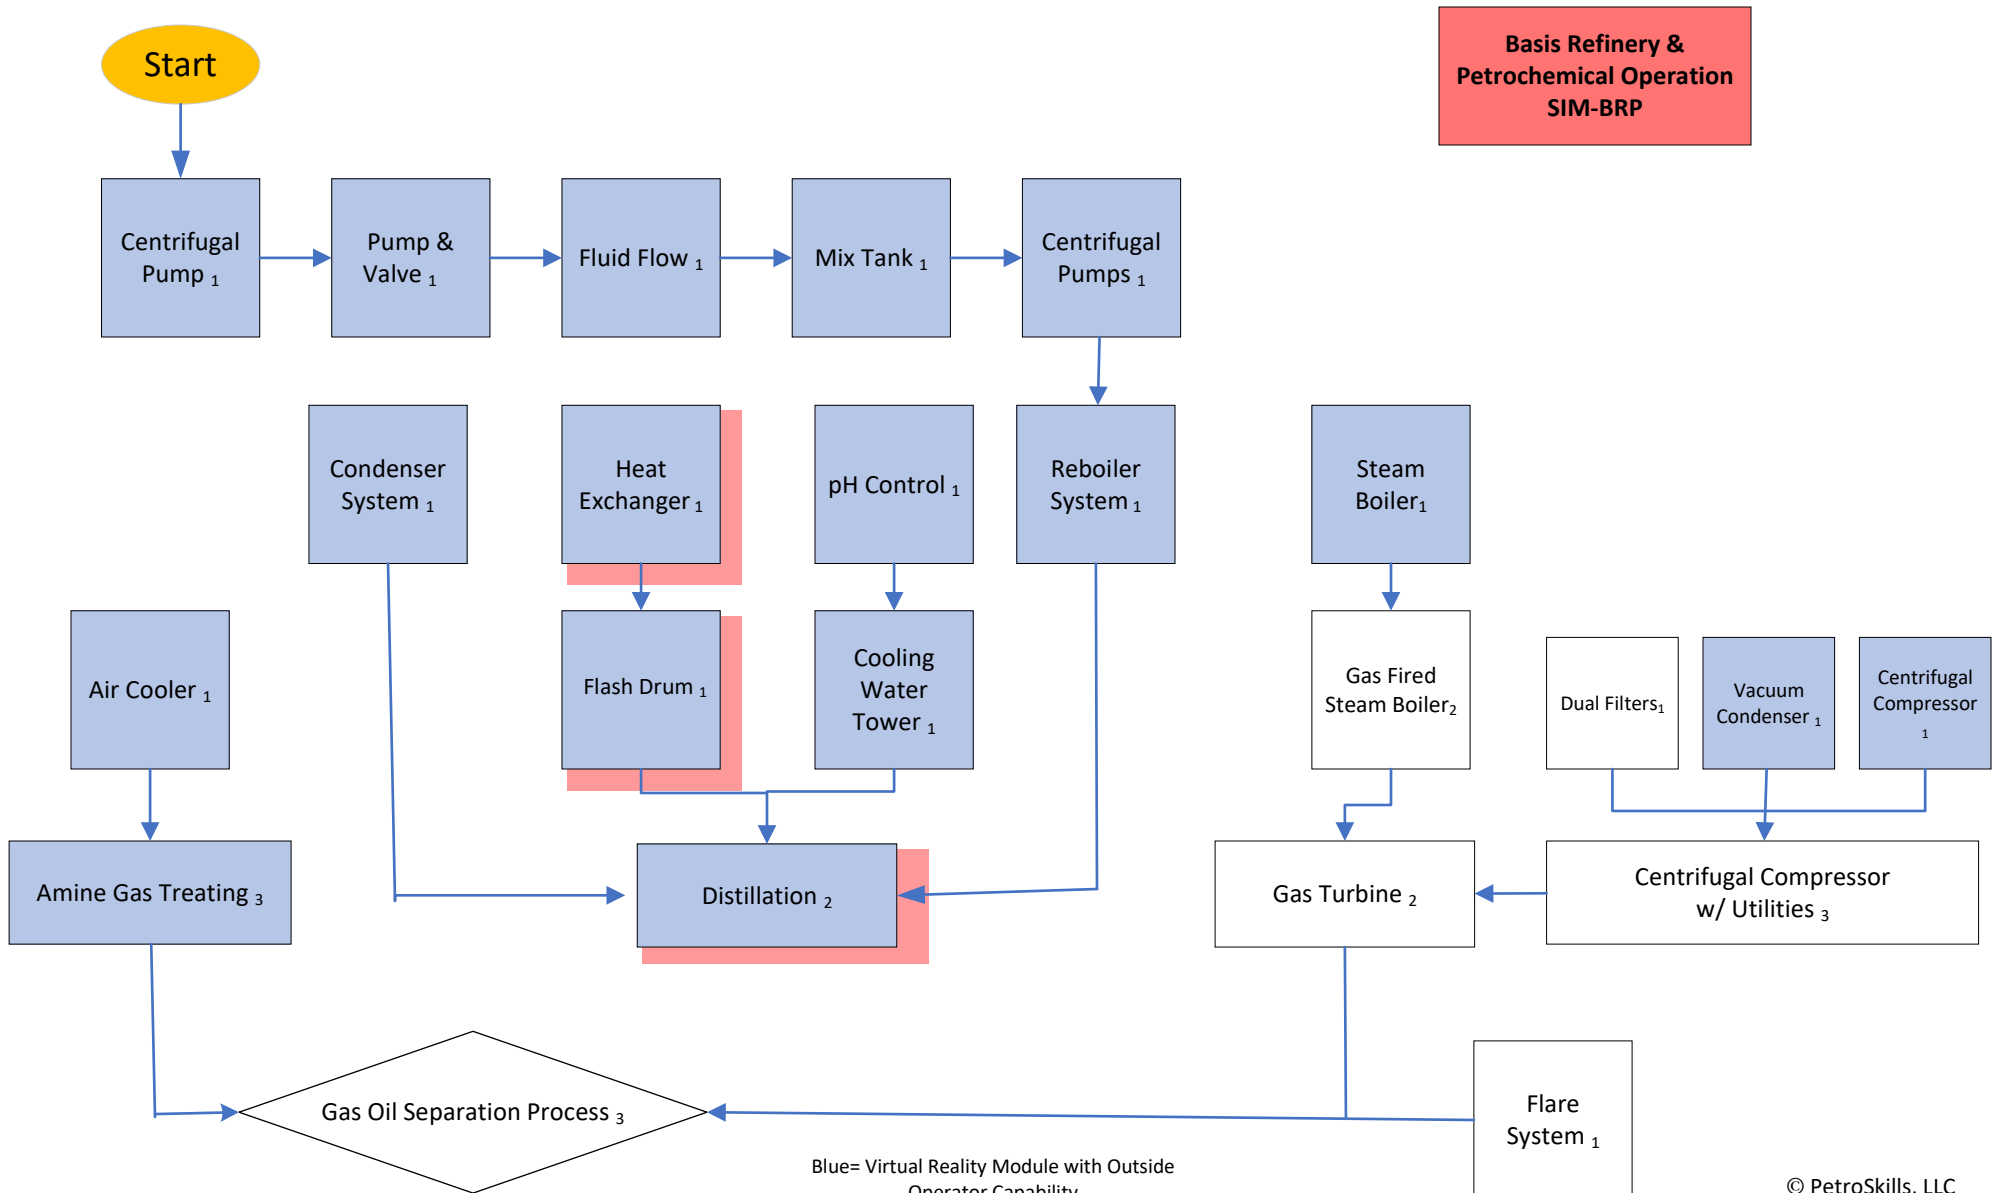 Start
Basis Refinery &
Petrochemical Operation
SIM-BRP
Centrifugal
Pump 1
Pump &
Valve 1
Fluid Flow 1
Mix Tank 1
Centrifugal
Pumps 1
Condenser
System 1
Heat
Exchanger 1
pH Control 1
Reboiler
System 1
Steam
Boiler1
Air Cooler 1
Flash Drum 1
Cooling
Water
Tower 1
Gas Fired
Steam Boiler2
Dual Filters1
Vacuum
Condenser 1
Centrifugal
Compressor
1
Amine Gas Treating 3
Distillation 2
Gas Turbine 2
Centrifugal Compressor
w/ Utilities 3
Gas Oil Separation Process 3
Flare
System 1
Blue= Virtual Reality Module with Outside
Operator Capability
© PetroSkills, LLC